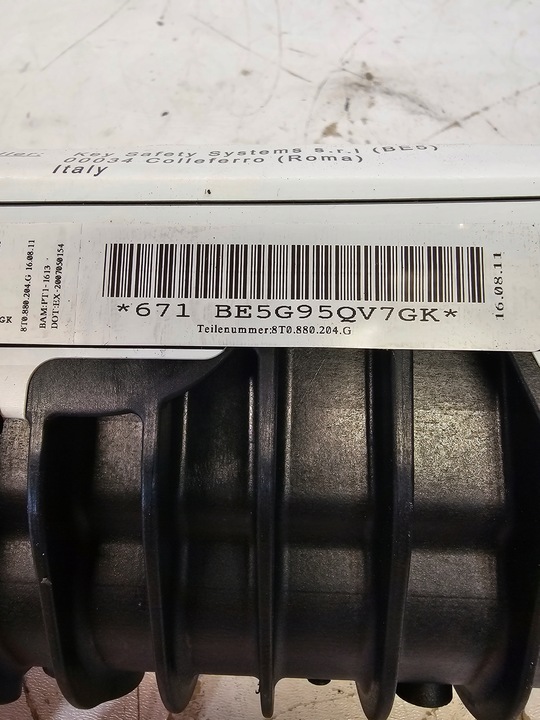 Key Safety Systems s.r.l (BE5)
00034 Colleferro (Roma)
Italy
8T0.880.204.G 16.08.11
BAM-PT1-1613
DOT-EX-2007050154
GK
*671 BE5G95QV7GK*
Teilenummer:8T0.880.204.G
16.08.11